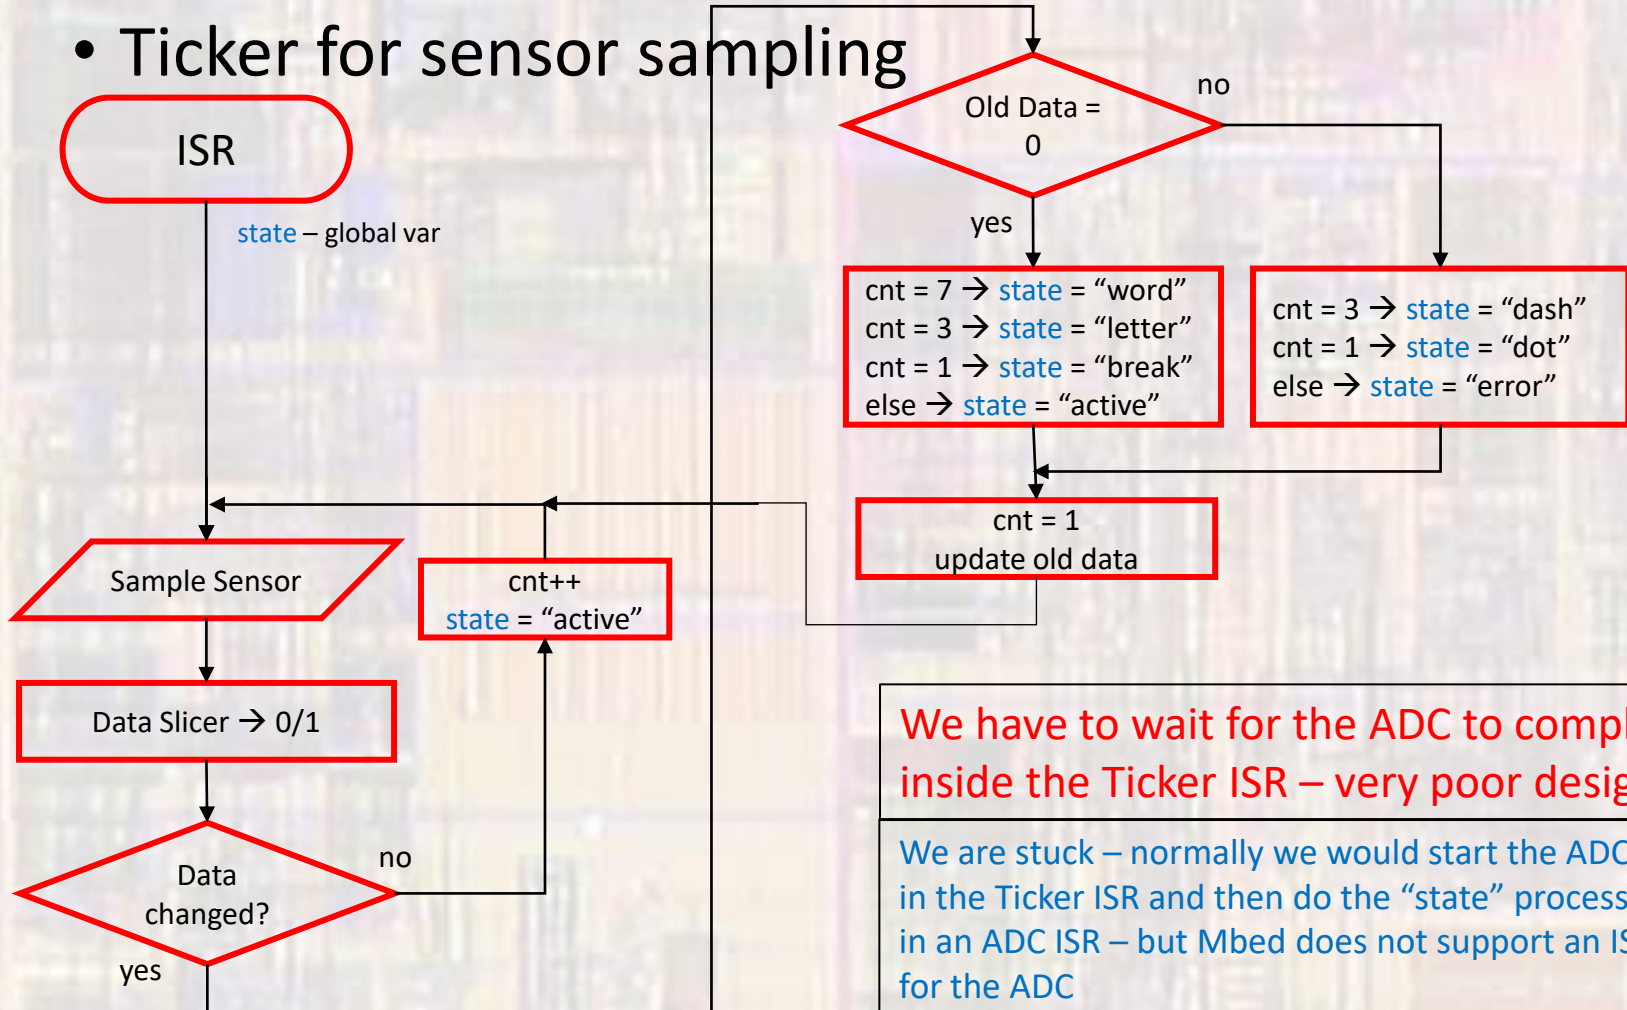 • Ticker for sensor sampling
ISR
state – global var
Sample Sensor
Data Slicer → 0/1
Data
changed?
no
yes
cnt++
state = “active”
Old Data =
0
no
yes
cnt = 7 → state = “word”
cnt = 3 → state = “letter”
cnt = 1 → state = “break”
else → state = “active”
cnt = 3 → state = “dash”
cnt = 1 → state = “dot”
else → state = “error”
cnt = 1
update old data
We have to wait for the ADC to
inside the Ticker ISR – very poor
We are stuck – normally we would start the ADC
in the Ticker ISR and then do the “state”
in an ADC ISR – but Mbed does not support an
for the ADC